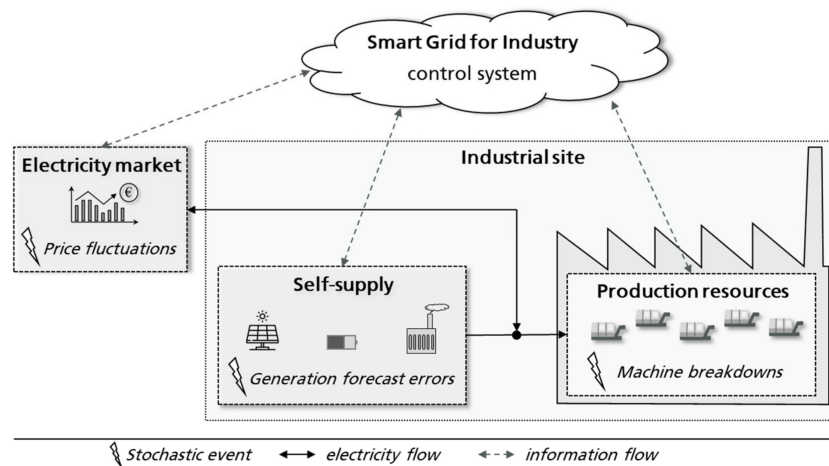 Smart Grid for Industry
control system
Electricity market
€
Price fluctuations
Industrial site
Self-supply
Generation forecast errors
Production resources
Machine breakdowns
Stochastic event
electricity flow
information flow